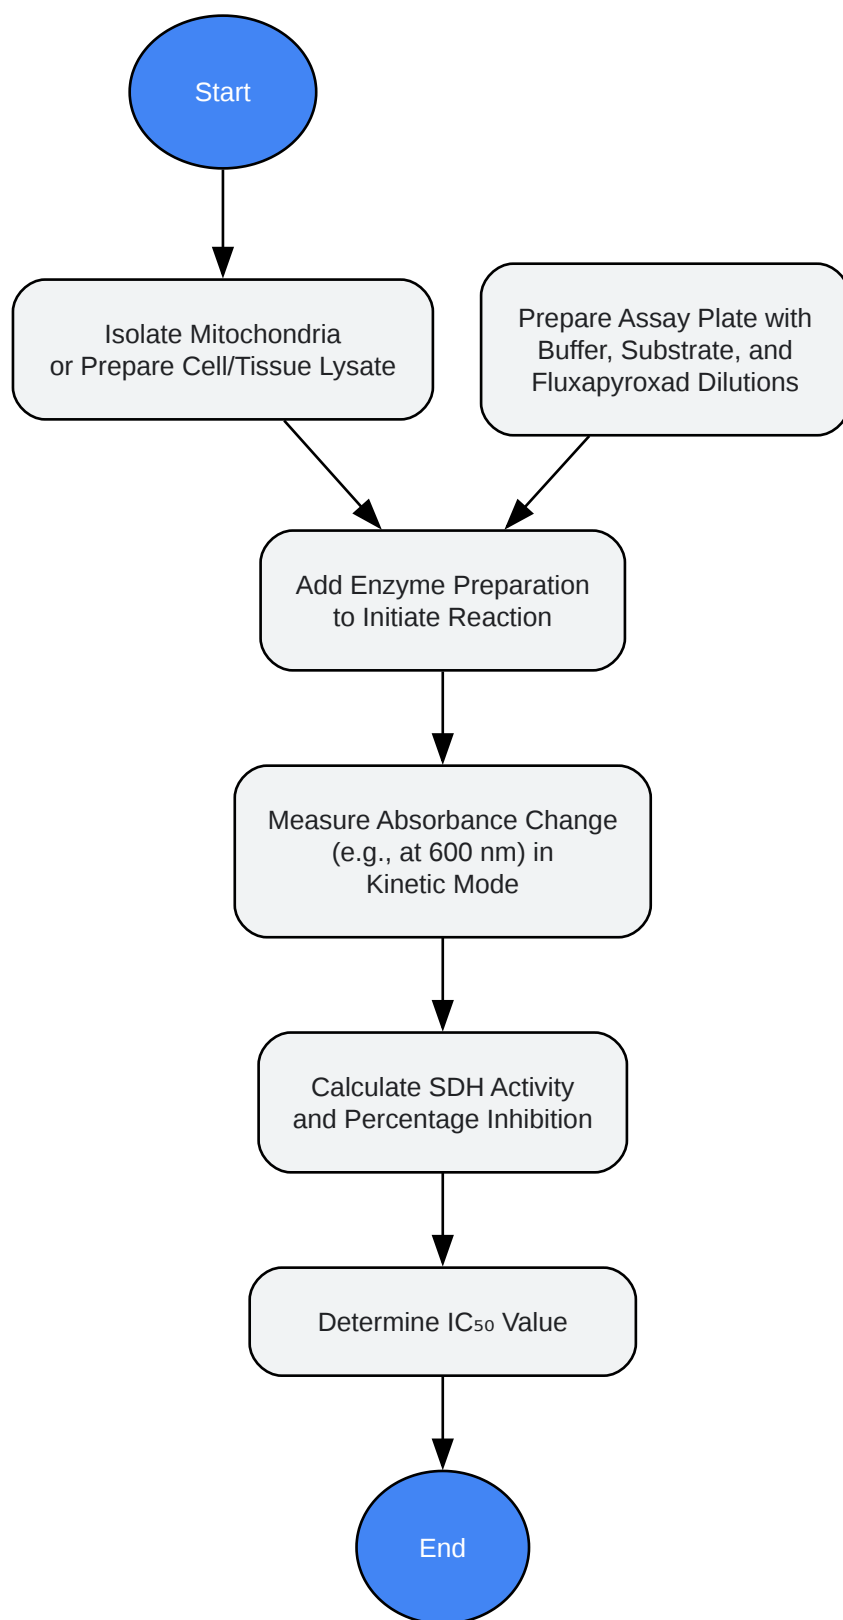 Start
Isolate Mitochondria
or Prepare Cell/Tissue Lysate
Prepare Assay Plate with
Buffer, Substrate, and
Fluxapyroxad Dilutions
Add Enzyme Preparation
to Initiate Reaction
Measure Absorbance Change
(e.g., at 600 nm) in
Kinetic Mode
Calculate SDH Activity
and Percentage Inhibition
Determine IC₅₀ Value
End